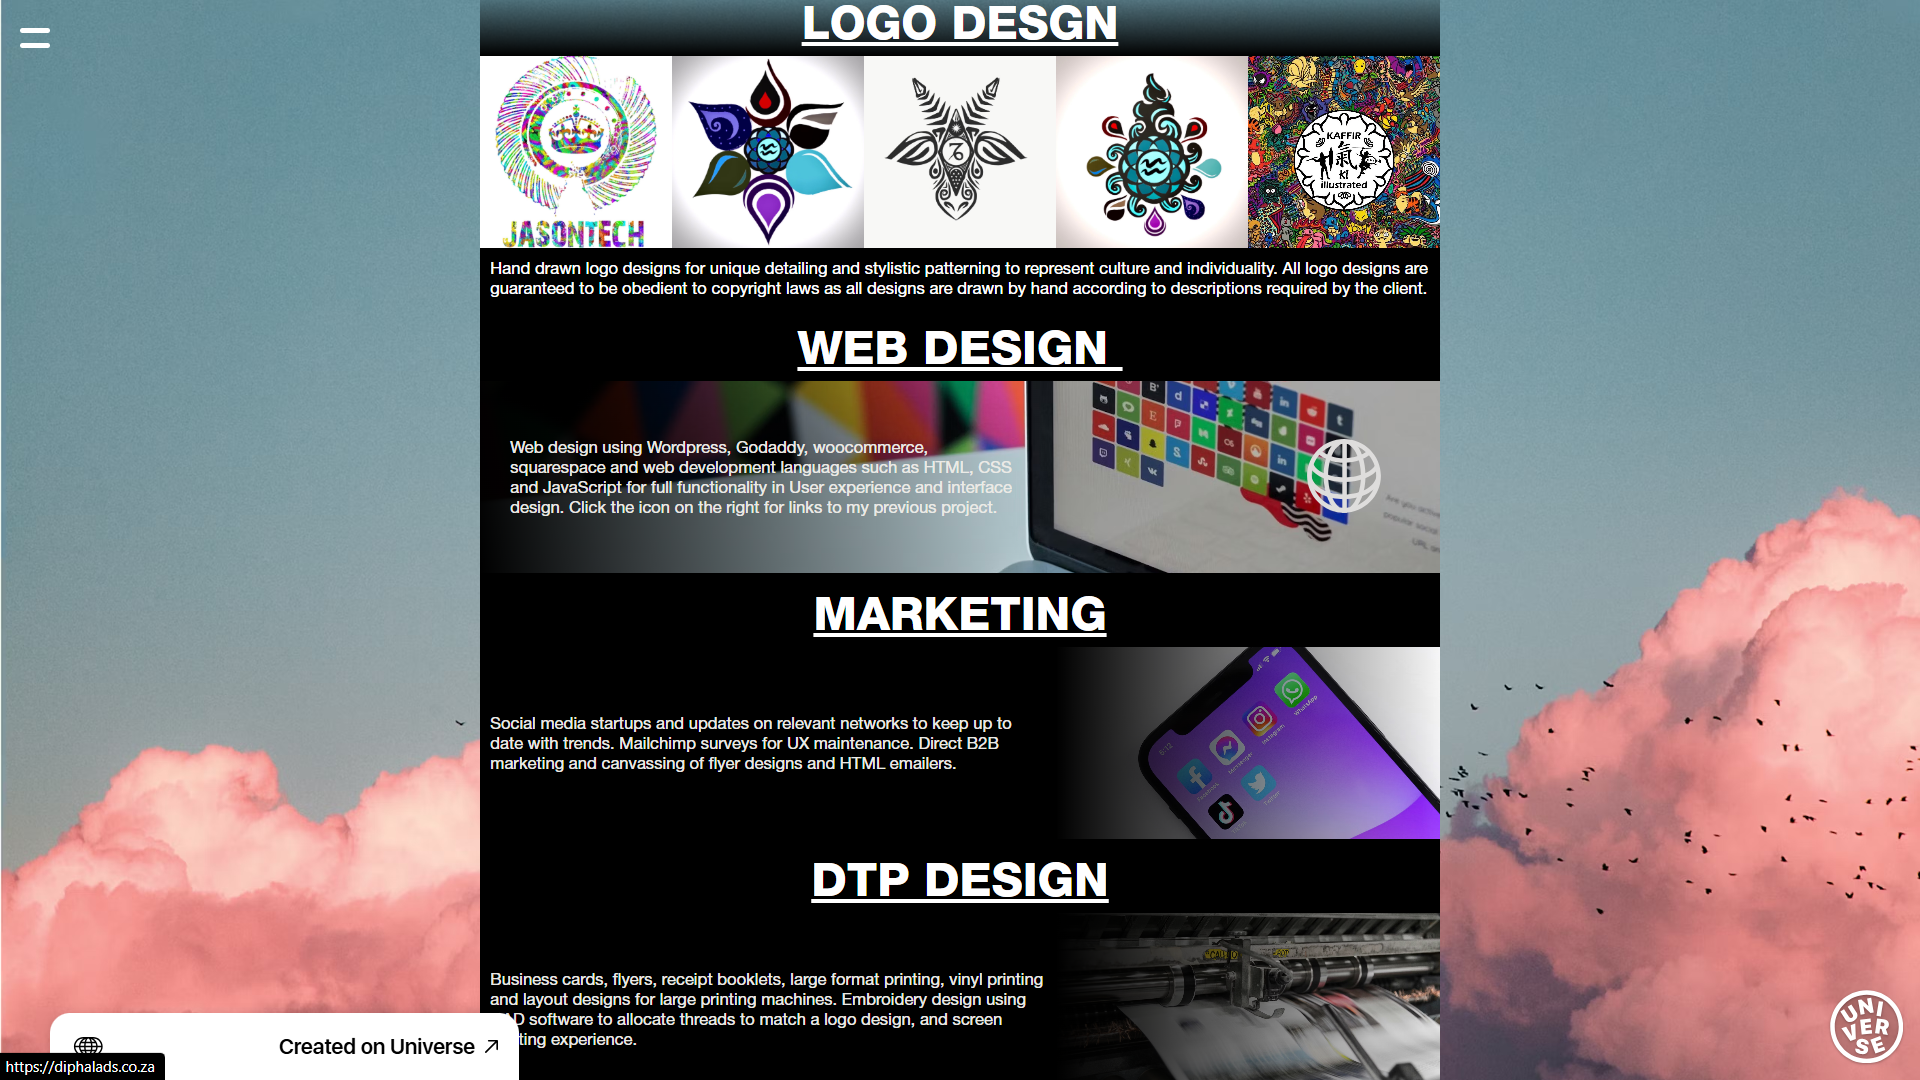 LOGO DESGN
JASONTECH
KAFFIR
氣
KI
illustrated
Hand drawn logo designs for unique detailing and stylistic patterning to represent culture and individuality. All logo designs are
guaranteed to be obedient to copyright laws as all designs are drawn by hand according to descriptions required by the client.
WEB DESIGN
Web design using Wordpress, Godaddy, woocommerce,
squarespace and web development languages such as HTML, CSS
and JavaScript for full functionality in User experience and interface
design. Click the icon on the right for links to my previous project.
MARKETING
Social media startups and updates on relevant networks to keep up to
date with trends. Mailchimp surveys for UX maintenance. Direct B2B
marketing and canvassing of flyer designs and HTML emailers.
WhatsApp
Instagram
Messenger
Facebook
Twitter
DTP DESIGN
Business cards, flyers, receipt booklets, large format printing, vinyl printing
and layout designs for large printing machines. Embroidery design using
software to allocate threads to match a logo design, and screen
experience.
Created on Universe
https://diphalads.co.za
UNI
VER
SE